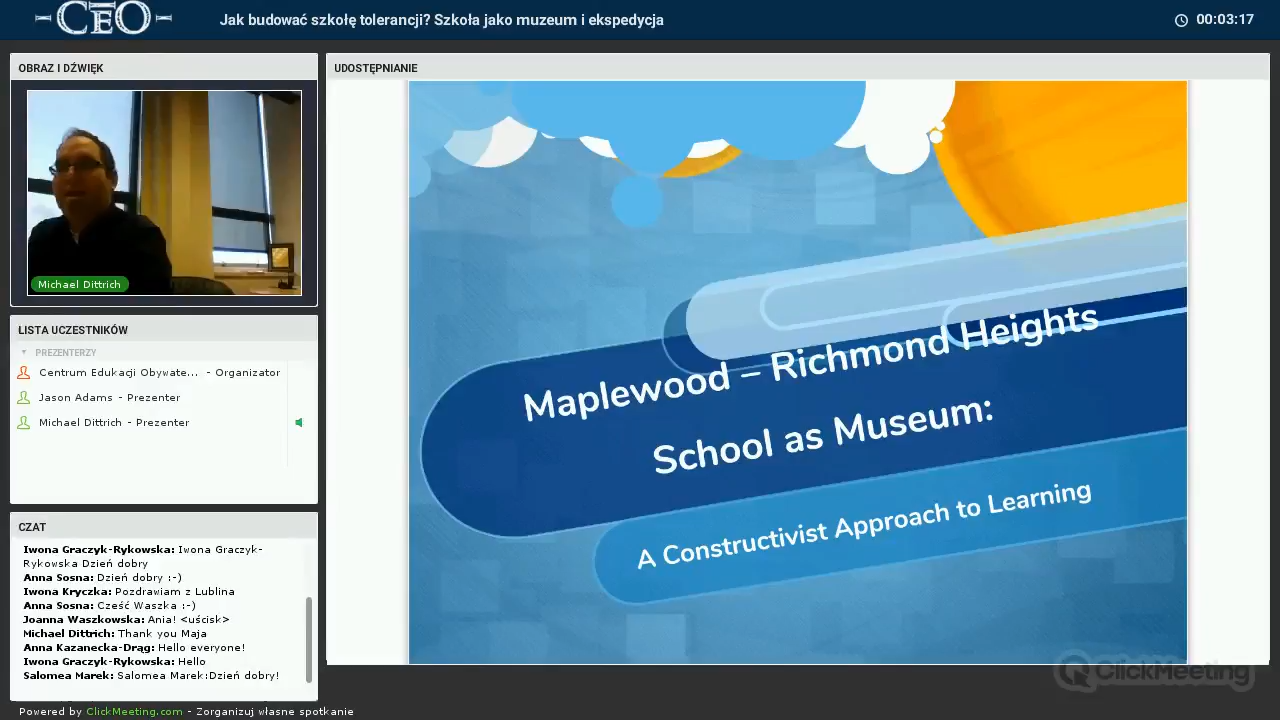 CEO
Jak budować szkołę tolerancji? Szkoła jako muzeum i ekspedycja
00:03:17
OBRAZ I DŹWIĘK
UDOSTĘPNIANIE
Michael Dittrich
LISTA UCZESTNIKÓW
PREZENTERZY
Centrum Edukacji Obywate... - Organizator
Jason Adams - Prezenter
Michael Dittrich - Prezenter
Maplewood – Richmond Heights
School as Museum:
A Constructivist Approach to Learning
CZAT
Iwona Graczyk-Rykowska: Iwona Graczyk-
Rykowska Dzień dobry
Anna Sosna: Dzień dobry :-)
Iwona Kryczka: Pozdrawiam z Lublina
Anna Sosna: Cześć Waszka :-)
Joanna Waszkowska: Ania! <uścisk>
Michael Dittrich: Thank you Maja
Anna Kazanecka-Drąg: Hello everyone!
Iwona Graczyk-Rykowska: Hello
Salomea Marek: Salomea Marek:Dzień dobry!
ClickMeeting
Powered by ClickMeeting.com - Zorganizuj własne spotkanie